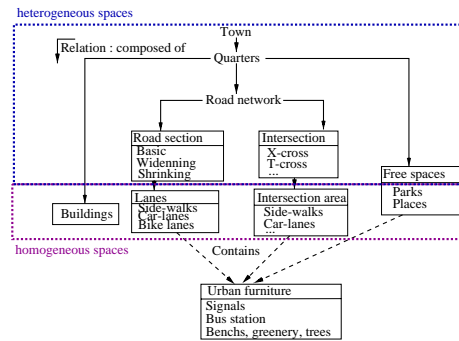 heterogeneous spaces
Town
Relation : composed of
Quarters
Road network
Road section
Basic
Widenning
Shrinking
Intersection
X-cross
T-cross
...
Free spaces
Parks
Places
Buildings
Lanes
Side-walks
Car-lanes
Bike lanes
Intersection area
Side-walks
Car-lanes
...
homogeneous spaces
Contains
Urban furniture
Signals
Bus station
Benchs, greenery, trees